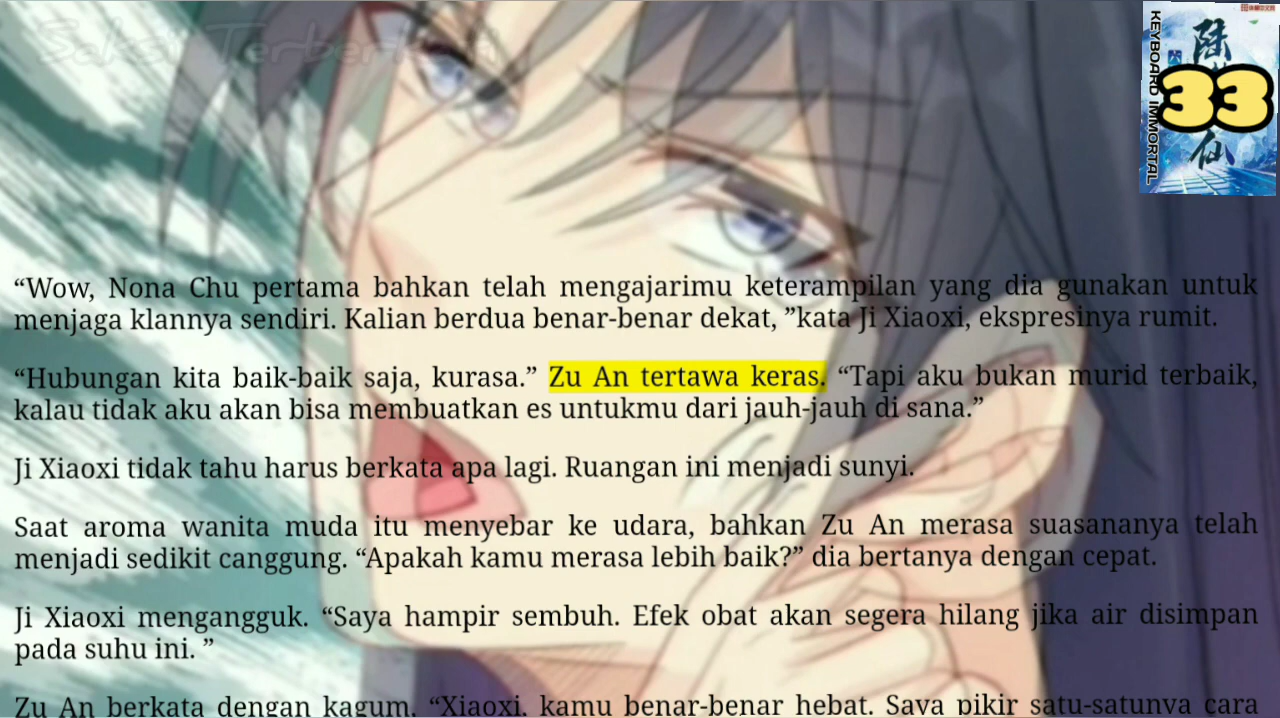 Saksi Terberkati
陆
KEYBOARD IMMORTAL
33
仙
“Wow, Nona Chu pertama bahkan telah mengajarimu keterampilan yang dia gunakan untuk
menjaga klannya sendiri. Kalian berdua benar-benar dekat, ”kata Ji Xiaoxi, ekspresinya rumit.
“Hubungan kita baik-baik saja, kurasa.” Zu An tertawa keras. “Tapi aku bukan murid terbaik,
kalau tidak aku akan bisa membuatkan es untukmu dari jauh-jauh di sana.”
Ji Xiaoxi tidak tahu harus berkata apa lagi. Ruangan ini menjadi sunyi.
Saat aroma wanita muda itu menyebar ke udara, bahkan Zu An merasa suasananya telah
menjadi sedikit canggung. “Apakah kamu merasa lebih baik?” dia bertanya dengan cepat.
Ji Xiaoxi mengangguk. “Saya hampir sembuh. Efek obat akan segera hilang jika air disimpan
pada suhu ini. ”
Zu An berkata dengan kagum, “Xiaoxi, kamu benar-benar hebat. Saya pikir satu-satunya cara